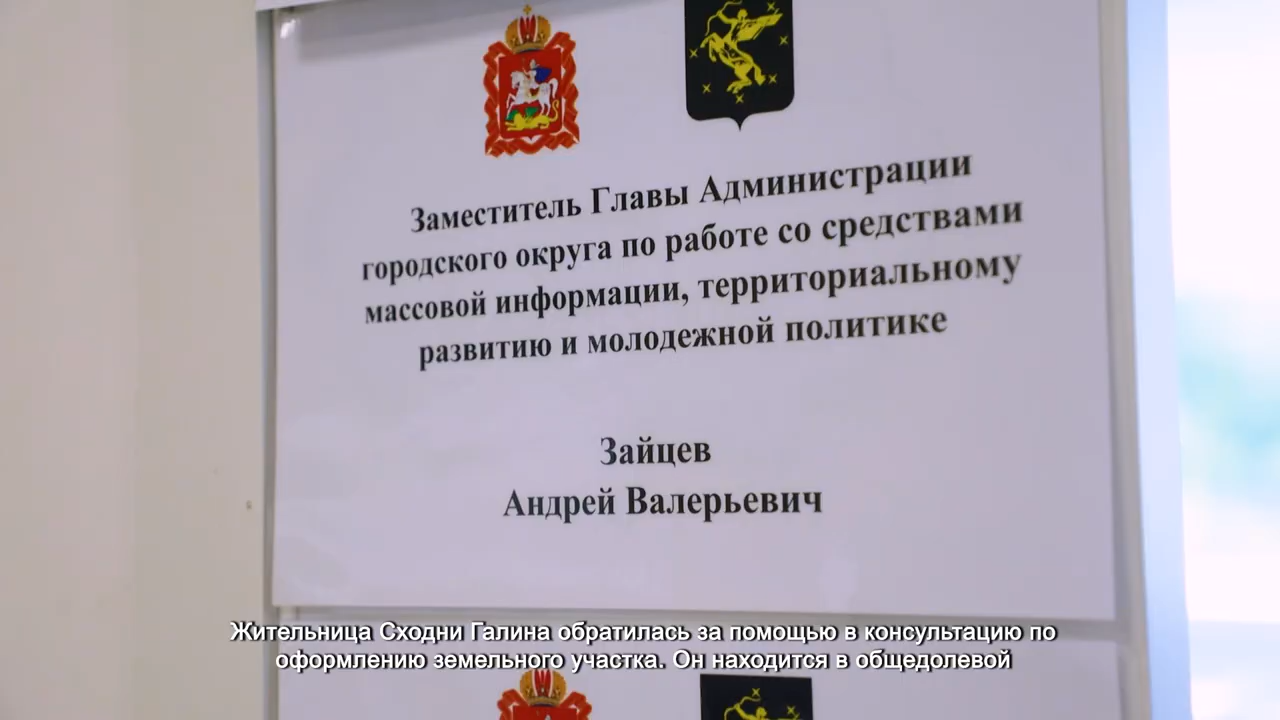 Заместитель Главы Администрации
городского округа по работе со средствами
массовой информации, территориальному
развитию и молодежной политике
Зайцев
Андрей Валерьевич
Жительница Сходни Галина обратилась за помощью в консультацию по
оформлению земельного участка. Он находится в общедолевой